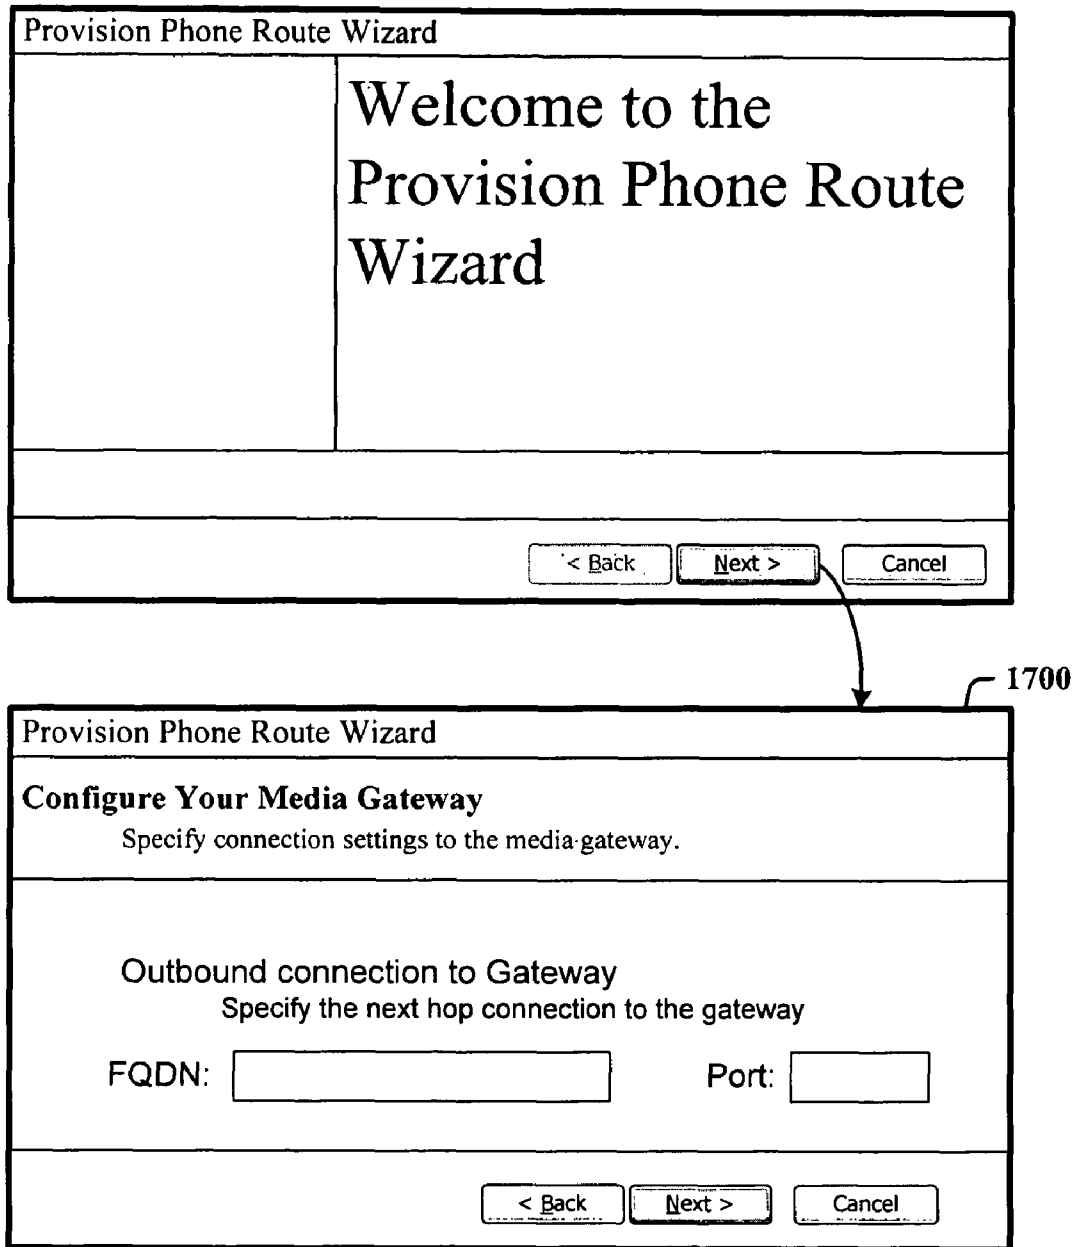 Provision Phone Route Wizard
Welcome to the
Provision Phone Route
Wizard
< Back
Next >
Cancel
1700
Provision Phone Route Wizard
Configure Your Media Gateway
Specify connection settings to the media gateway.
Outbound connection to Gateway
Specify the next hop connection to the gateway
FQDN:
Port:
< Back
Next >
Cancel